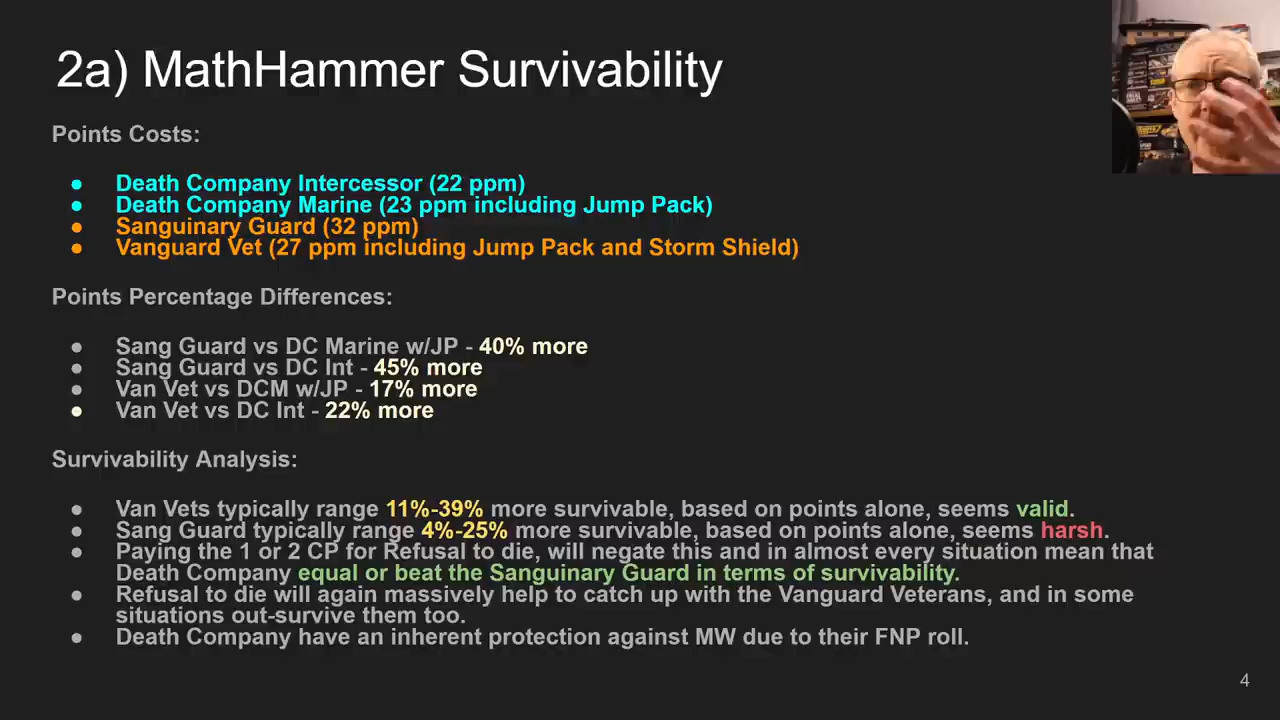 2a) MathHammer Survivability
Points Costs:
● Death Company Intercessor (22 ppm)
● Death Company Marine (23 ppm including Jump Pack)
● Sanguinary Guard (32 ppm)
● Vanguard Vet (27 ppm including Jump Pack and Storm Shield)
Points Percentage Differences:
● Sang Guard vs DC Marine w/JP - 40% more
● Sang Guard vs DC Int - 45% more
● Van Vet vs DCM w/JP - 17% more
● Van Vet vs DC Int - 22% more
Survivability Analysis:
● Van Vets typically range 11%-39% more survivable, based on points alone, seems valid.
● Sang Guard typically range 4%-25% more survivable, based on points alone, seems harsh.
● Paying the 1 or 2 CP for Refusal to die, will negate this and in almost every situation mean that
Death Company equal or beat the Sanguinary Guard in terms of survivability.
● Refusal to die will again massively help to catch up with the Vanguard Veterans, and in some
situations out-survive them too.
● Death Company have an inherent protection against MW due to their FNP roll.
4